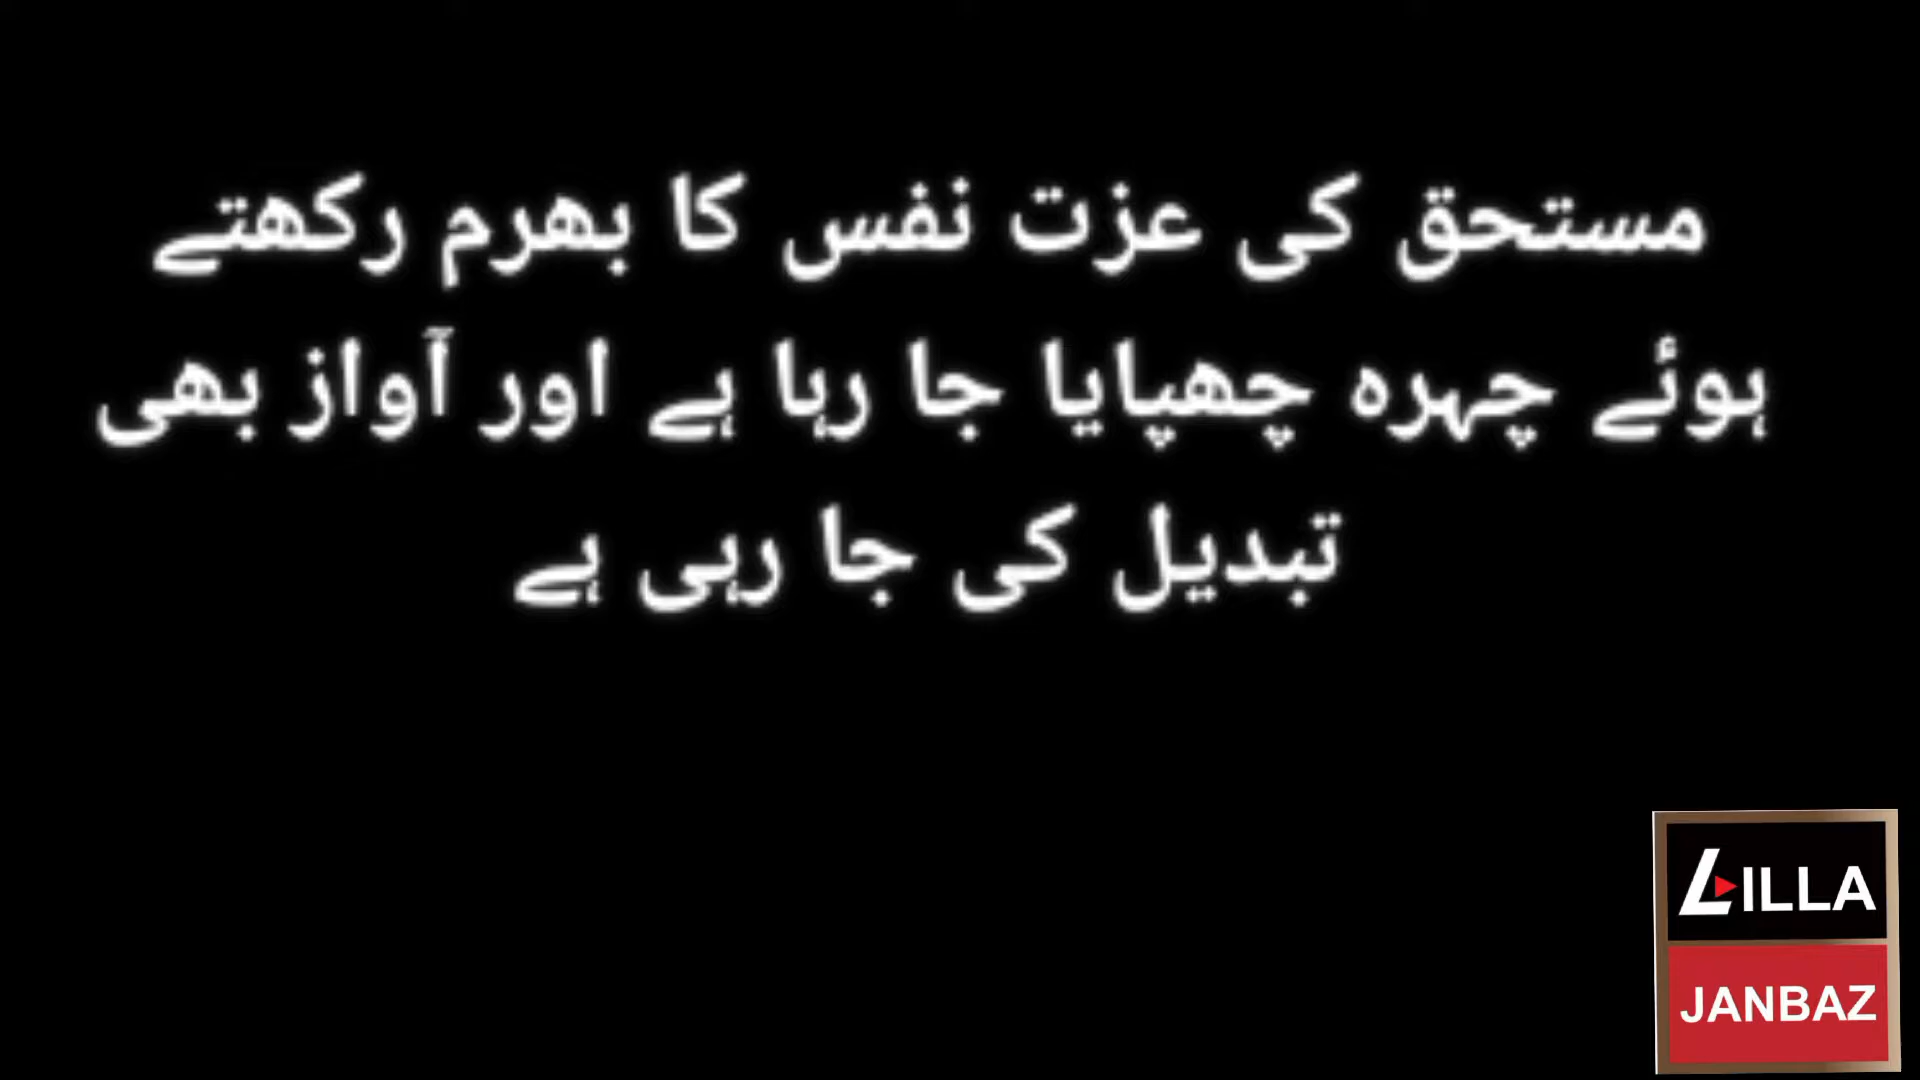 مستحق کی عزت نفس کا بھرم رکھتے
ہوئے چہرہ چھپایا جا رہا ہے اور آواز بھی
تبدیل کی جا رہی ہے
LILLA
JANBAZ